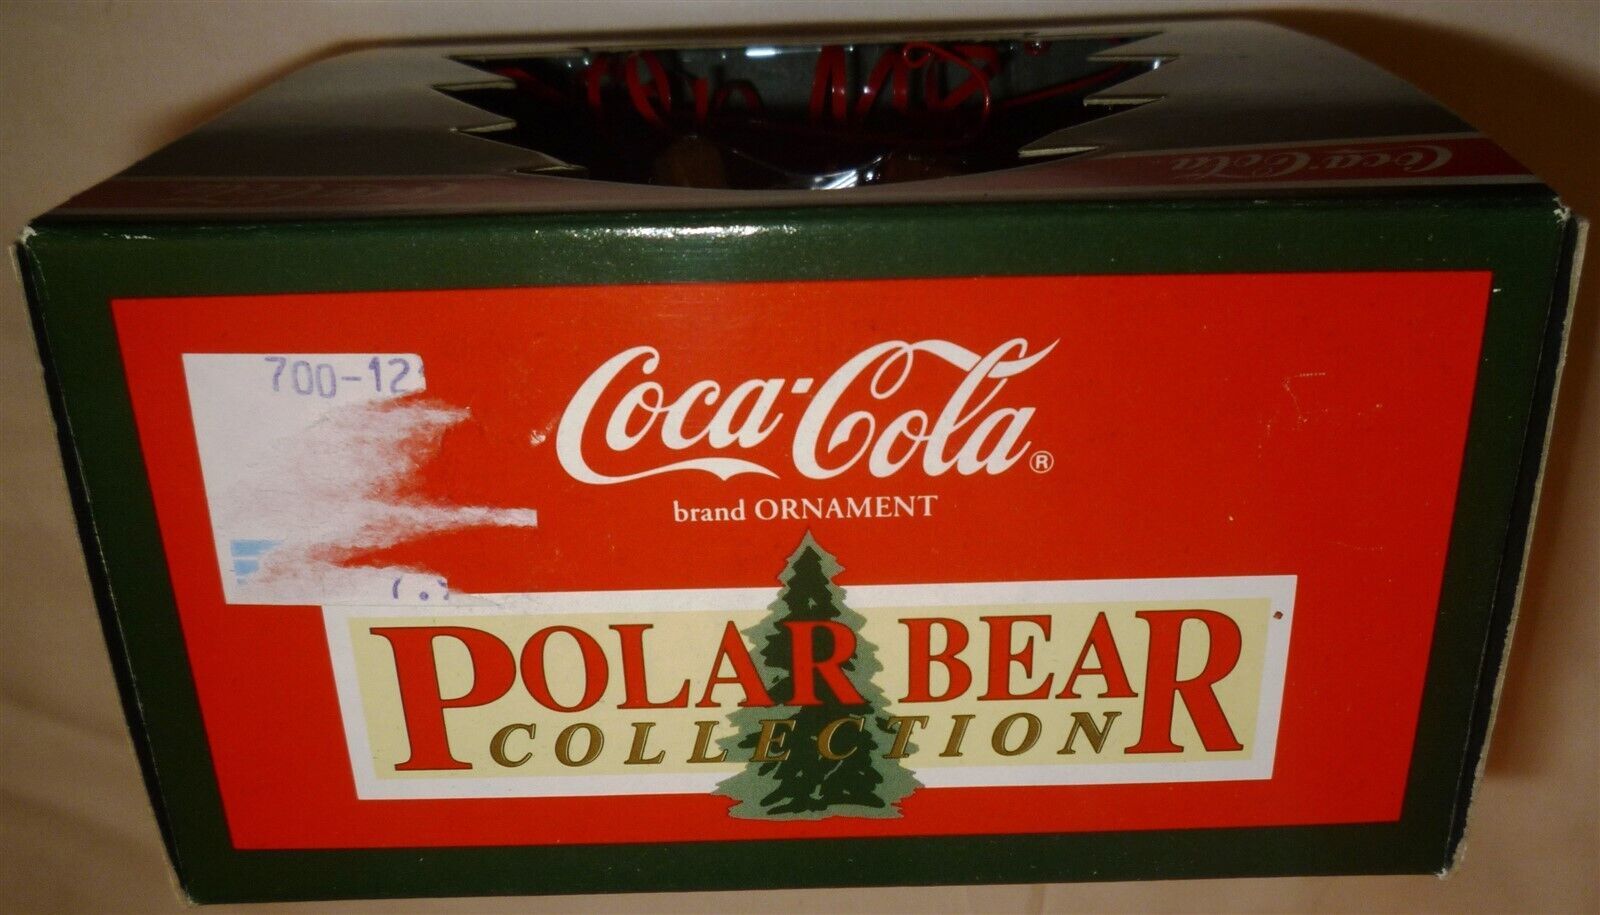 Coca-Cola
700-12
Coca-Cola®
brand ORNAMENT
POLAR BEAR
COLLECTION